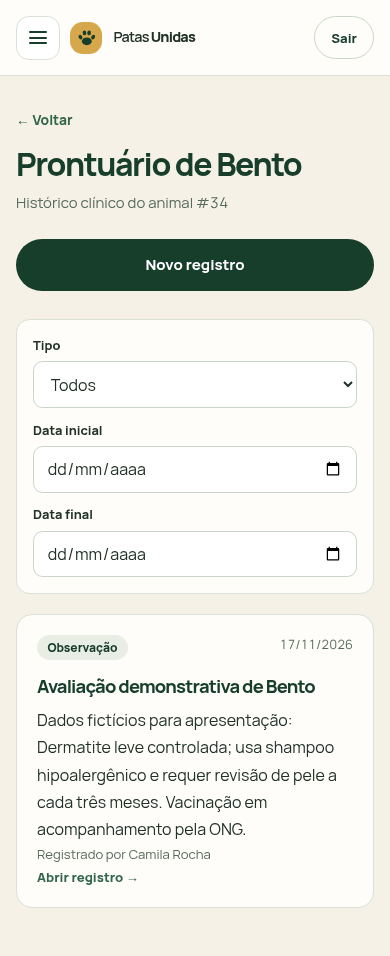 Patas Unidas
Sair
← Voltar
Prontuário de Bento
Histórico clínico do animal #34
Novo registro
Tipo
Todos
Data inicial
dd/mm/aaaa
Data final
dd/mm/aaaa
Observação
17/11/2026
Avaliação demonstrativa de Bento
Dados fictícios para apresentação:
Dermatite leve controlada; usa shampoo
hipoalergênico e requer revisão de pele a
cada três meses. Vacinação em
acompanhamento pela ONG.
Registrado por Camila Rocha
Abrir registro →